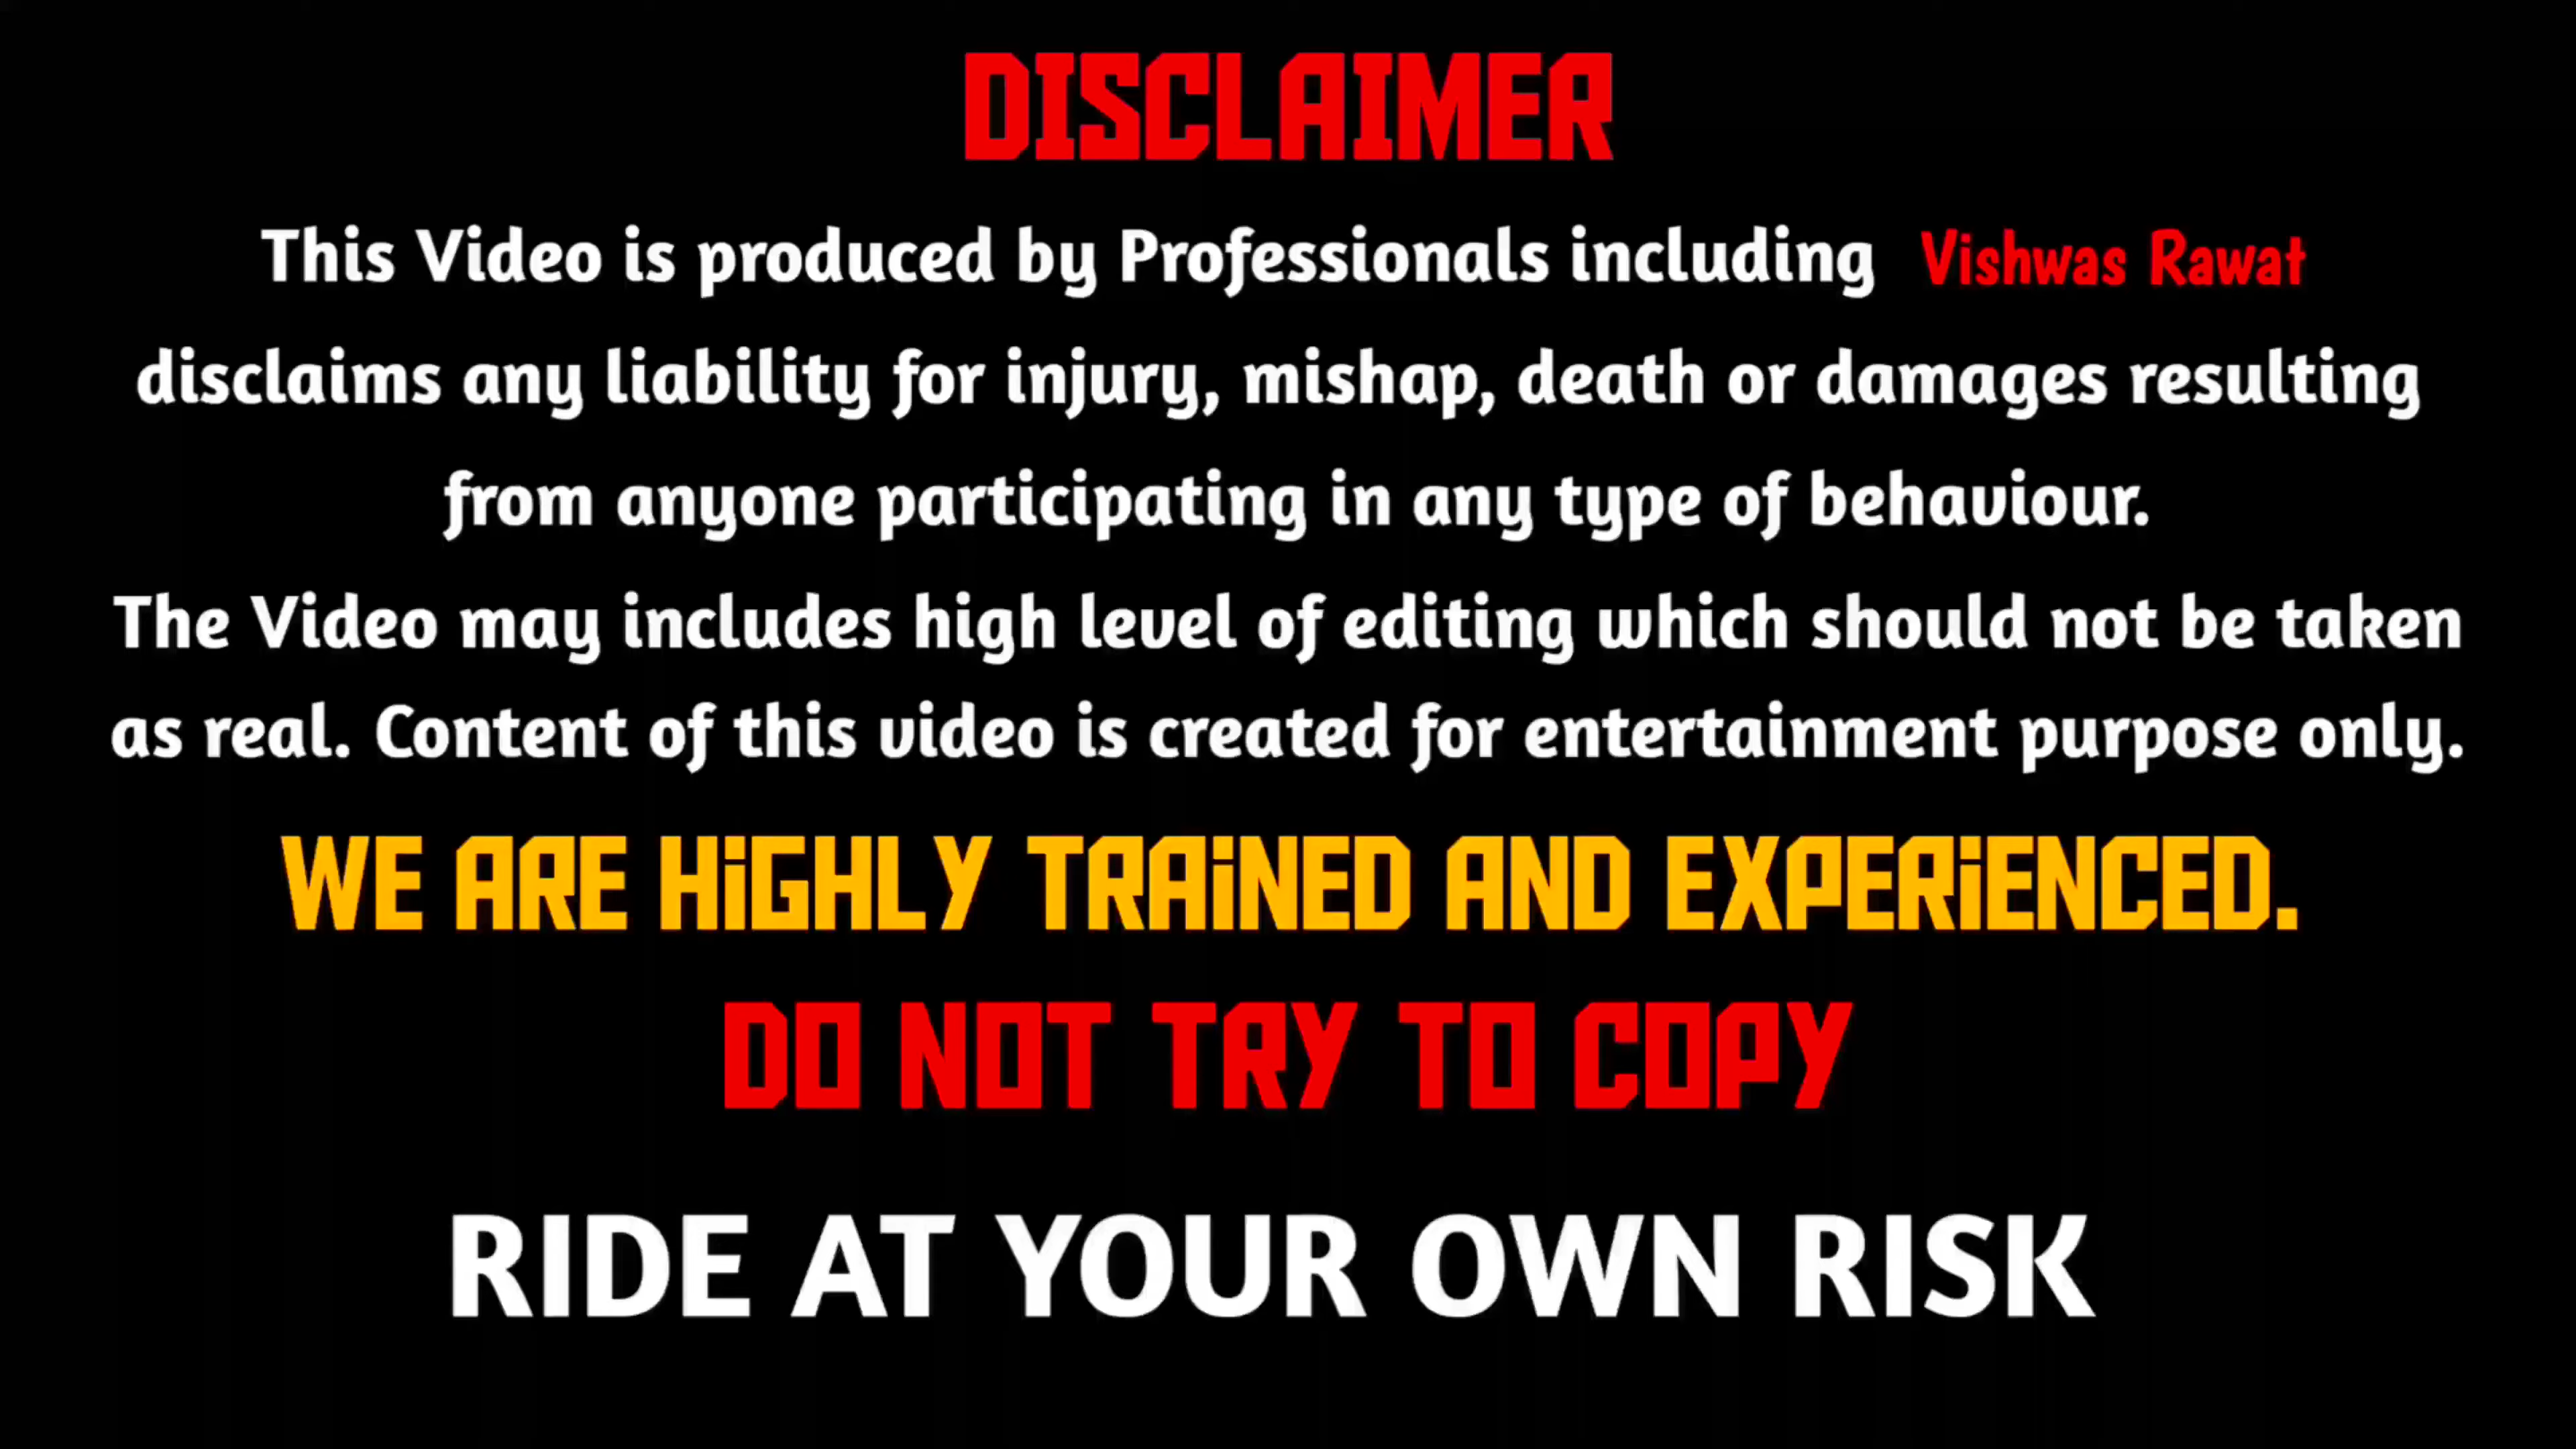 DISCLAIMER
This Video is produced by Professionals including Vishwas Rawat
disclaims any liability for injury, mishap, death or damages resulting
from anyone participating in any type of behaviour.
The Video may includes high level of editing which should not be taken
as real. Content of this video is created for entertainment purpose only.
WE ARE HiGHLY TRAiNED AND EXPERiENCED.
DO NOT TRY TO COPY
RIDE AT YOUR OWN RISK